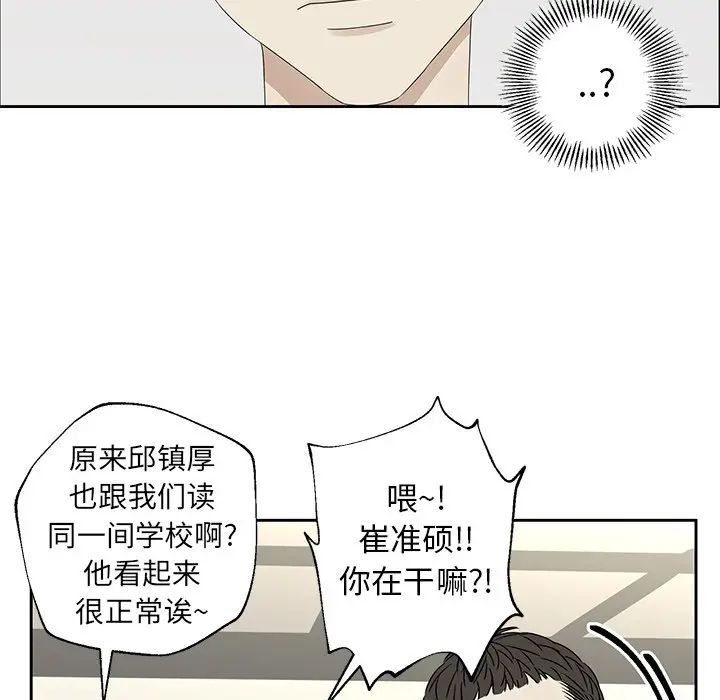 ..?
原来邱镇厚
也跟我们读
同一间学校啊?
他看起来
很正常诶~
喂~!
崔准硕!!
你在干嘛?!